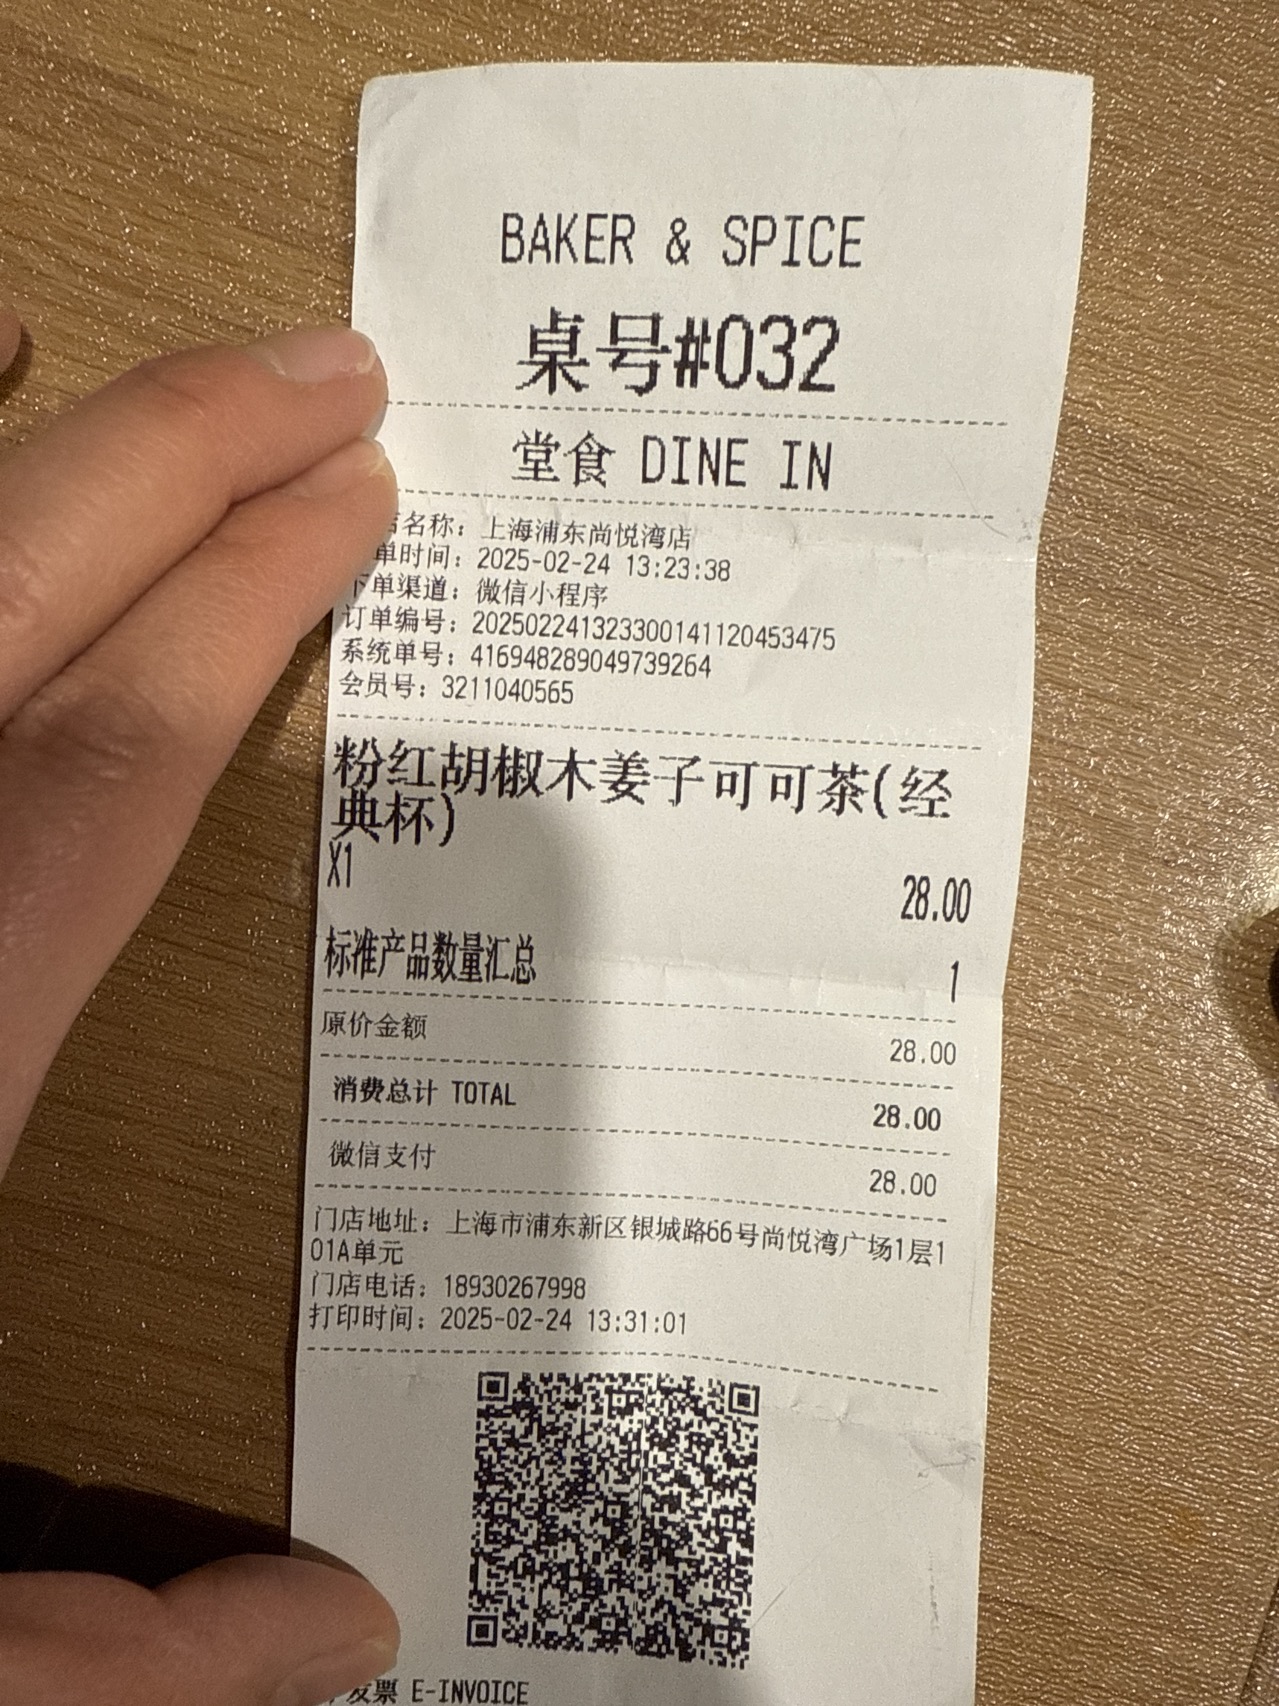 BAKER & SPICE
桌号#032
堂食 DINE IN
店名称：上海浦东尚悦湾店
单时间：2025-02-24 13:23:38
下单渠道：微信小程序
订单编号：20250224132330014112045​3475
系统单号：416948289049739264
会员号：3211040565
粉红胡椒木姜子可可茶(经
典杯)
X1 28.00
标准产品数量汇总 1
原价金额 28.00
消费总计 TOTAL 28.00
微信支付 28.00
门店地址：上海市浦东新区银城路66号尚悦湾广场1层1
01A单元
门店电话：18930267998
打印时间：2025-02-24 13:31:01
发票 E-INVOICE